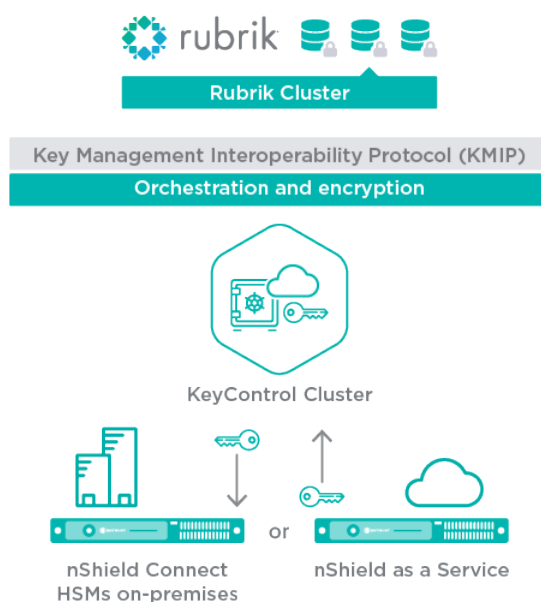 rubrik
Rubrik Cluster
Key Management Interoperability Protocol (KMIP)
Orchestration and encryption
KeyControl Cluster
or
nShield Connect
HSMs on-premises
nShield as a Service